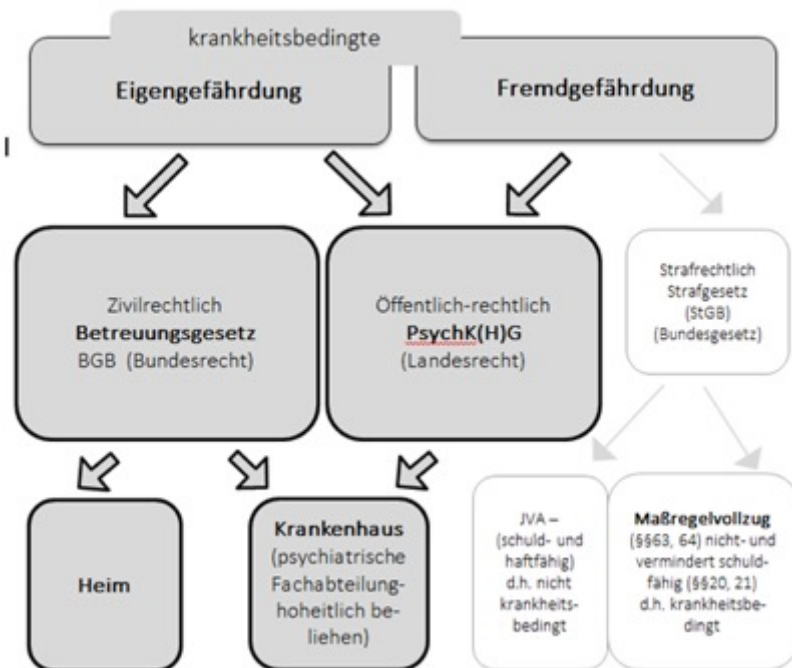 krankheitsbedingte
Eigengefährdung
Fremdgefährdung
l
Zivilrechtlich
Betreuungsgesetz
BGB (Bundesrecht)
Öffentlich-rechtlich
PsychK(H)G
(Landesrecht)
Strafrechtlich
Strafgesetz
(StGB)
(Bundesgesetz)
Heim
Krankenhaus
(psychiatrische
Fachabteilung-
hoheitlich be-
liehen)
JVA –
(schuld- und
haftfähig)
d.h. nicht
krankheits-
bedingt
Maßregelvollzug
(§§63, 64) nicht- und
vermindert schuld-
fähig (§§20, 21)
d.h. krankheitsbe-
dingt